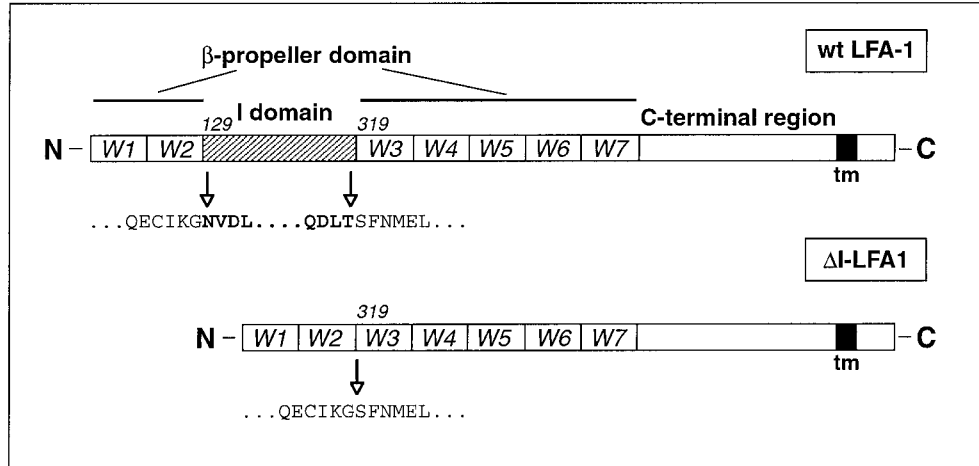 wt LFA-1
β-propeller domain
I domain
C-terminal region
129
319
N - W1 W2 W3 W4 W5 W6 W7 - C
tm
...QECIKGNVDL....QDLTSFNMEL...
ΔI-LFA1
319
N - W1 W2 W3 W4 W5 W6 W7 - C
tm
...QECIKGSFNMEL...